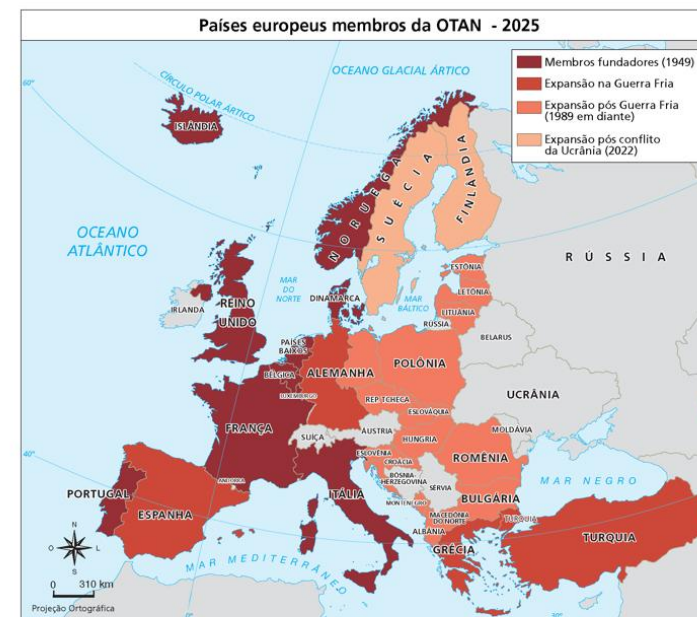 Países europeus membros da OTAN - 2025
Membros fundadores (1949)
Expansão na Guerra Fria
Expansão pós Guerra Fria
(1989 em diante)
Expansão pós conflito
da Ucrânia (2022)
OCEANO GLACIAL ÁRTICO
CÍRCULO POLAR ÁRTICO
60°
ISLÂNDIA
NORUEGA
SUÉCIA
FINLÂNDIA
OCEANO
ATLÂNTICO
RÚSSIA
MAR
DO
NORTE
ESTÔNIA
LETÔNIA
LITUÂNIA
MAR
BÁLTICO
DINAMARCA
RÚSSIA
IRLANDA
REINO
UNIDO
BELARUS
PAÍSES
BAIXOS
POLÔNIA
BÉLGICA
ALEMANHA
LUXEMBURGO
REP TCHECA
UCRÂNIA
ESLOVÁQUIA
FRANÇA
SUÍÇA
ÁUSTRIA
HUNGRIA
MOLDÁVIA
ESLOVÊNIA
CROÁCIA
ROMÊNIA
BÓSNIA-
HERZEGOVINA
SÉRVIA
40°
ANDORRA
ITÁLIA
MONTENEGRO
BULGÁRIA
MAR NEGRO
PORTUGAL
ESPANHA
MACEDÔNIA
DO NORTE
TURQUIA
ALBÂNIA
GRÉCIA
TURQUIA
MAR MEDITERRÂNEO
N
O
L
S
0 310 km
Projeção Ortográfica
0°